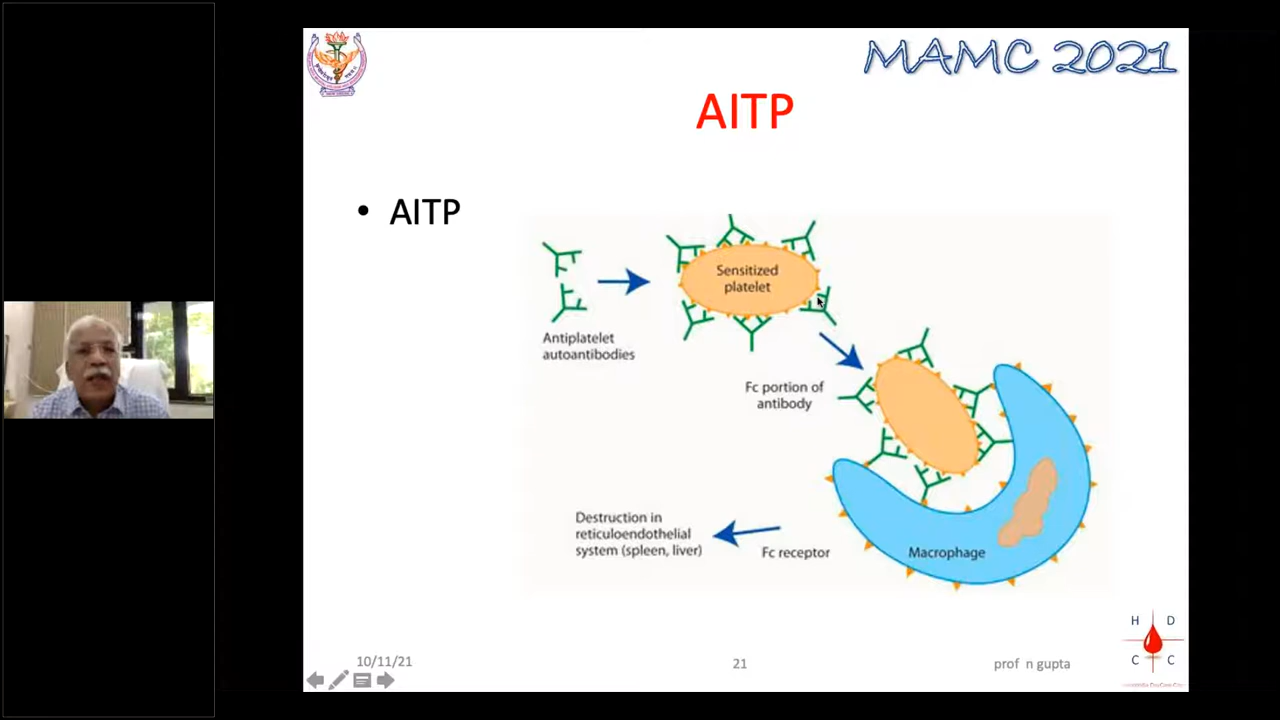 MAMC 2021
AITP
• AITP
Sensitized
platelet
Antiplatelet
autoantibodies
Fc portion of
antibody
Destruction in
reticuloendothelial
system (spleen, liver)
Fc receptor
Macrophage
H D
C C
10/11/21
21
prof n gupta